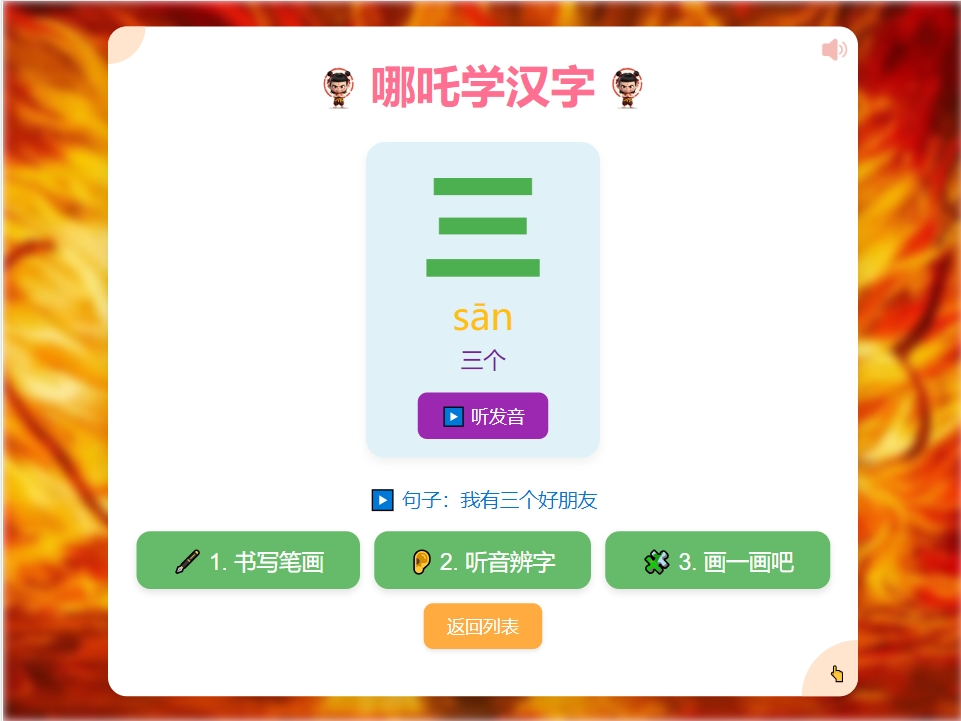 哪吒学汉字
三
sān
三个
听发音
句子：我有三个好朋友
1. 书写笔画
2. 听音辨字
3. 画一画吧
返回列表